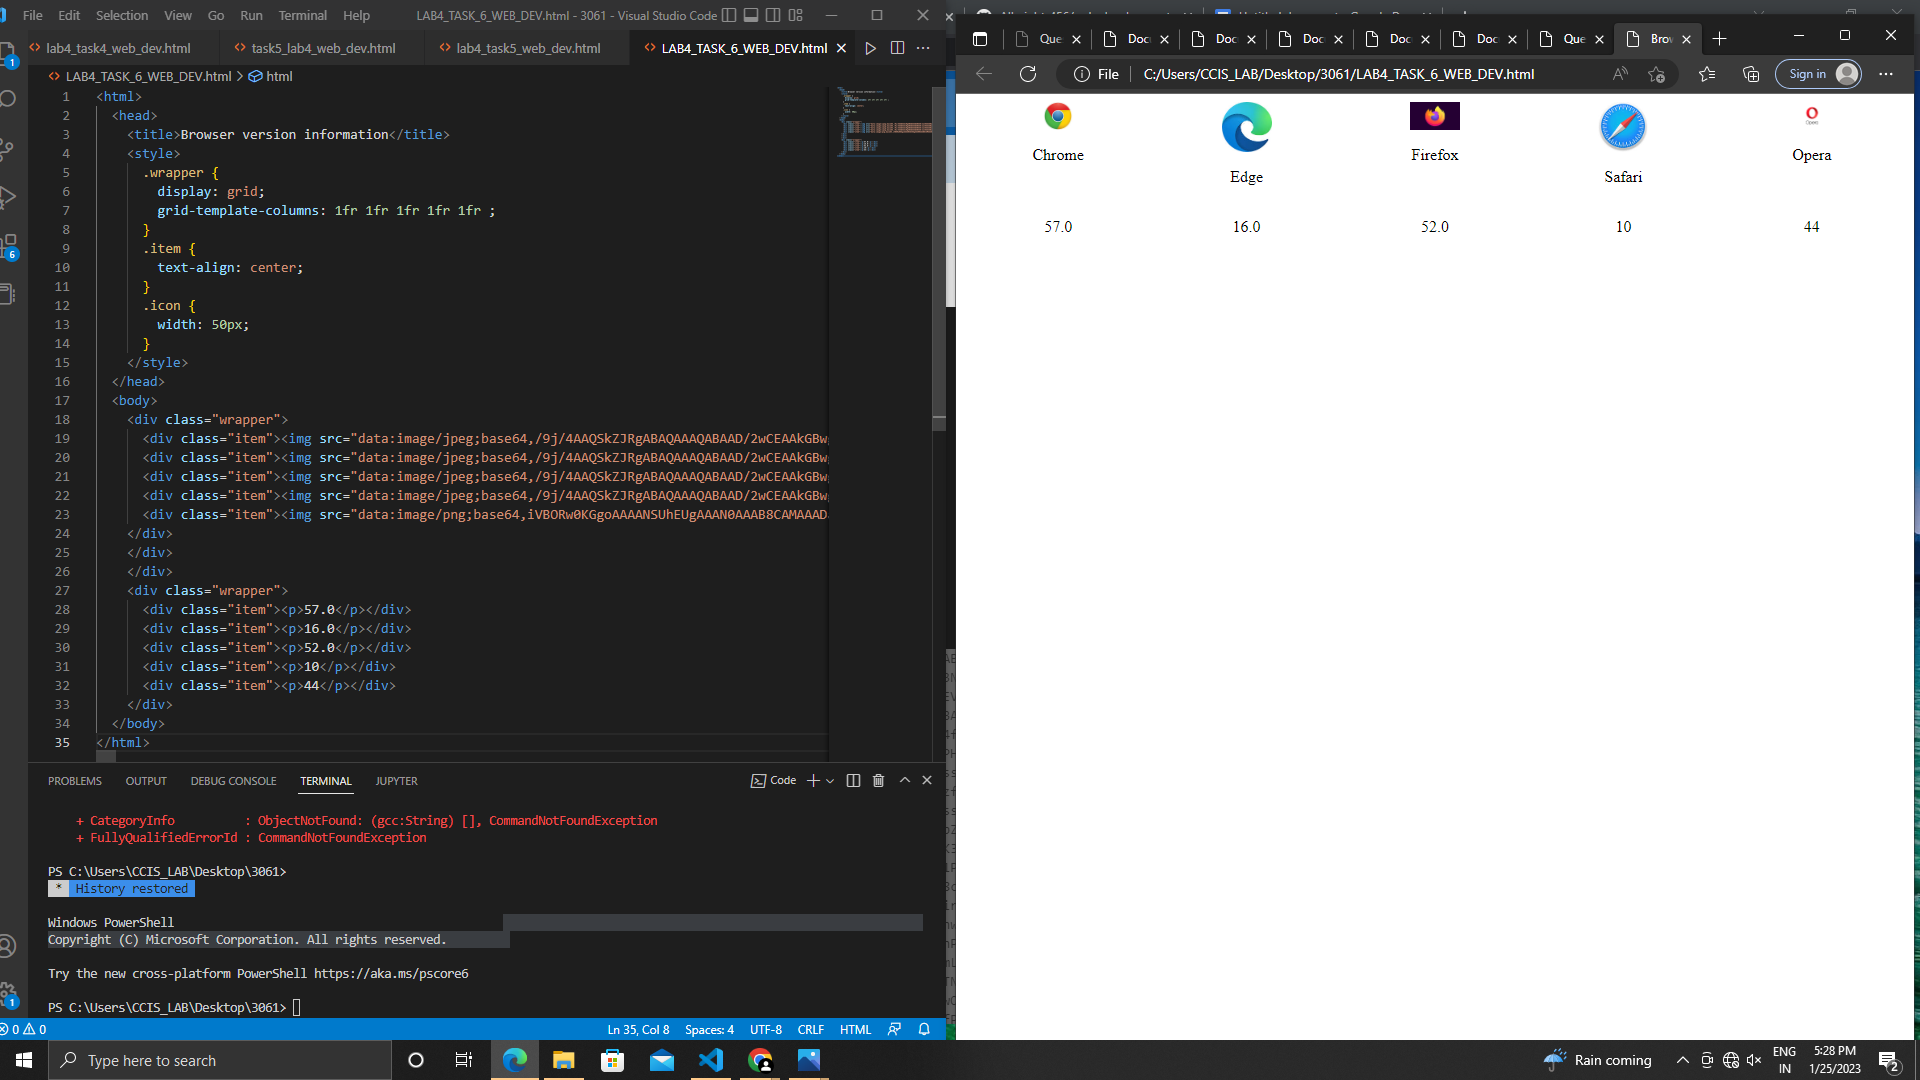 File Edit Selection View Go Run Terminal Help LAB4_TASK_6_WEB_DEV.html - 3061 - Visual Studio Code
lab4_task4_web_dev.html task5_lab4_web_dev.html lab4_task5_web_dev.html LAB4_TASK_6_WEB_DEV.html
LAB4_TASK_6_WEB_DEV.html > html
1 <html>
2 <head>
3 <title>Browser version information</title>
4 <style>
5 .wrapper {
6 display: grid;
7 grid-template-columns: 1fr 1fr 1fr 1fr 1fr ;
8 }
9 .item {
10 text-align: center;
11 }
12 .icon {
13 width: 50px;
14 }
15 </style>
16 </head>
17 <body>
18 <div class="wrapper">
19 <div class="item"><img src="data:image/jpeg;base64,/9j/4AAQSkZJRgABAQAAAQABAAD/2wCEAAkGBw
20 <div class="item"><img src="data:image/jpeg;base64,/9j/4AAQSkZJRgABAQAAAQABAAD/2wCEAAkGBw
21 <div class="item"><img src="data:image/jpeg;base64,/9j/4AAQSkZJRgABAQAAAQABAAD/2wCEAAkGBw
22 <div class="item"><img src="data:image/jpeg;base64,/9j/4AAQSkZJRgABAQAAAQABAAD/2wCEAAkGBw
23 <div class="item"><img src="data:image/png;base64,iVBORw0KGgoAAAANSUhEUgAAAN0AAAB8CAMAAAD
24 </div>
25 </div>
26 </div>
27 <div class="wrapper">
28 <div class="item"><p>57.0</p></div>
29 <div class="item"><p>16.0</p></div>
30 <div class="item"><p>52.0</p></div>
31 <div class="item"><p>10</p></div>
32 <div class="item"><p>44</p></div>
33 </div>
34 </body>
35 </html>
PROBLEMS OUTPUT DEBUG CONSOLE TERMINAL JUPYTER Code
+ CategoryInfo : ObjectNotFound: (gcc:String) [], CommandNotFoundException
+ FullyQualifiedErrorId : CommandNotFoundException
PS C:\Users\CCIS_LAB\Desktop\3061>
* History restored
Windows PowerShell
Copyright (C) Microsoft Corporation. All rights reserved.
Try the new cross-platform PowerShell https://aka.ms/pscore6
PS C:\Users\CCIS_LAB\Desktop\3061>
0 0 Ln 35, Col 8 Spaces: 4 UTF-8 CRLF HTML
1
6
1
Que Doc Doc Doc Doc Doc Que Brow
File C:/Users/CCIS_LAB/Desktop/3061/LAB4_TASK_6_WEB_DEV.html Sign in
Chrome Edge Firefox Safari Opera
57.0 16.0 52.0 10 44
Type here to search
Rain coming ENG IN 5:28 PM 1/25/2023 2